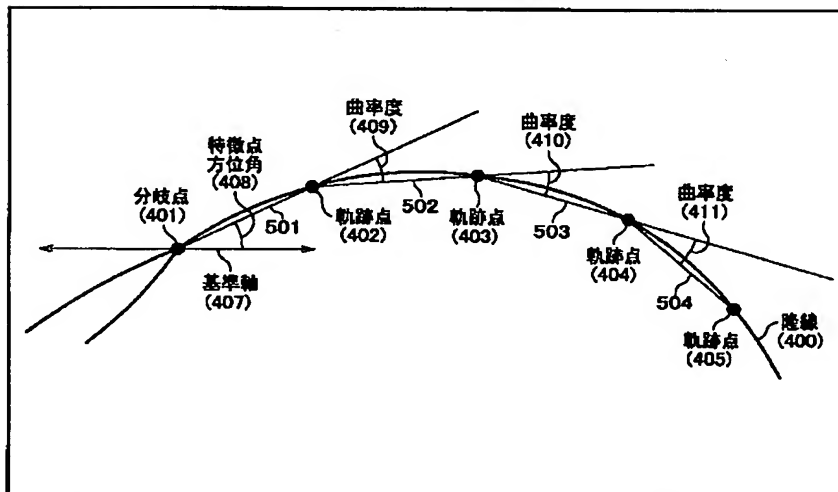 曲率度
(409)
曲率度
(410)
特徴点
方位角
(408)
曲率度
(411)
分岐点
(401)
501
軌跡点
(402)
502
軌跡点
(403)
503
軌跡点
(404)
504
基準軸
(407)
軌跡点
(405)
隆線
(400)